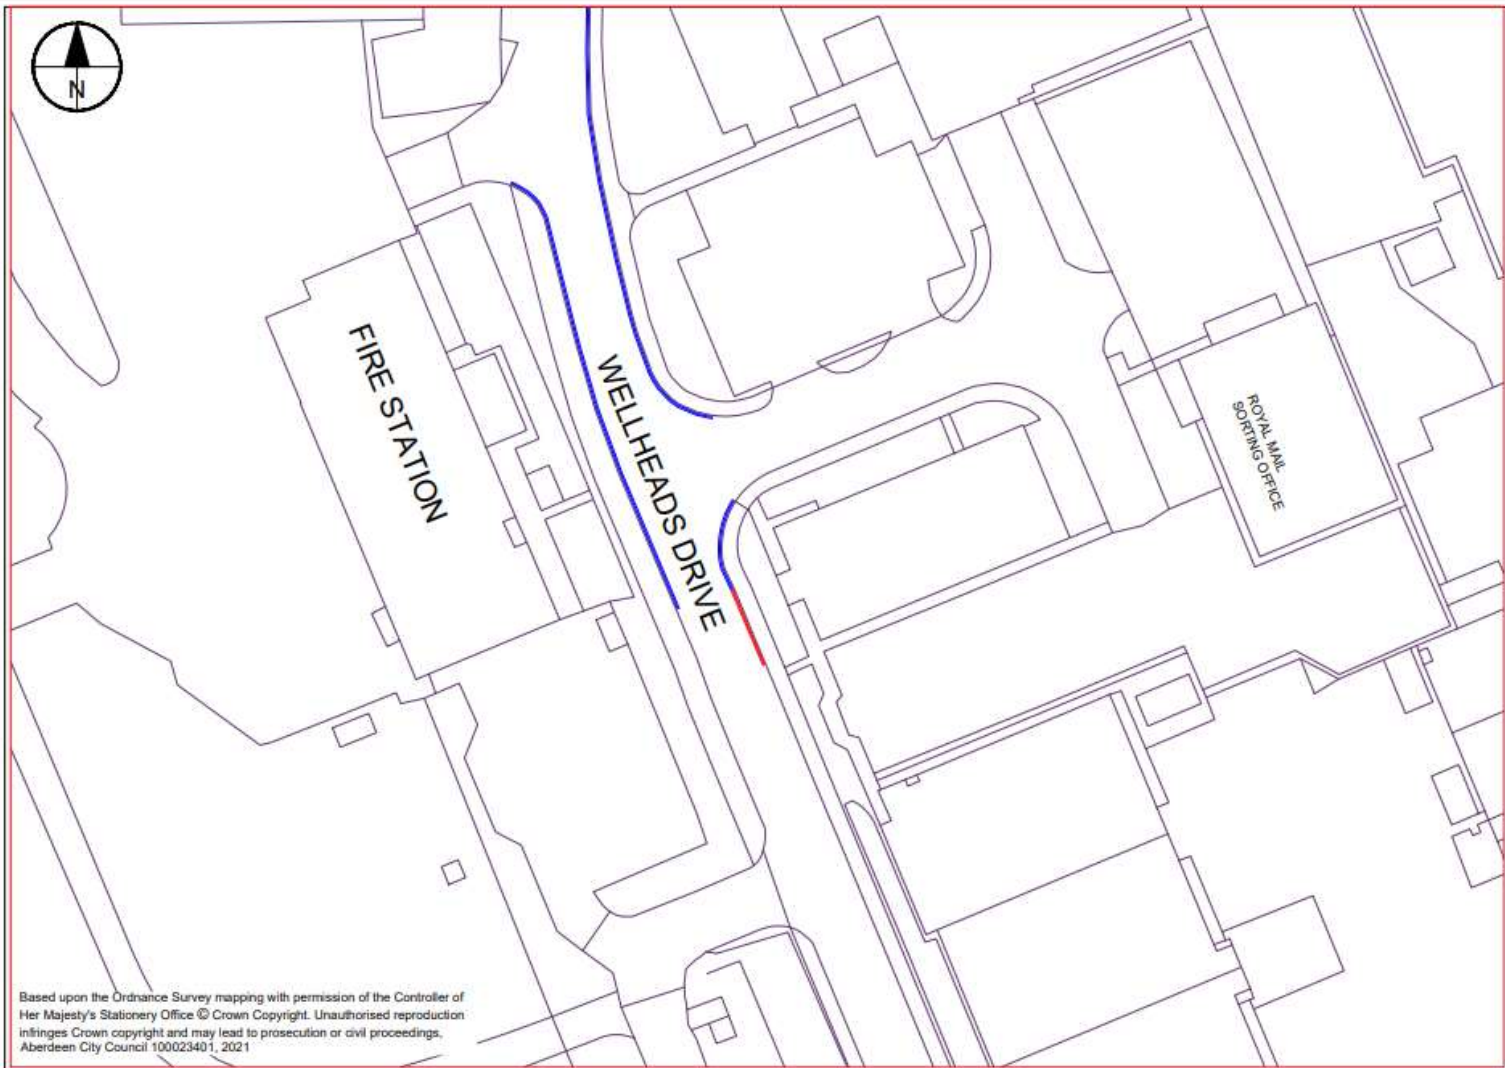 N
FIRE STATION
WELLHEADS DRIVE
ROYAL MAIL
SORTING OFFICE
Based upon the Ordnance Survey mapping with permission of the Controller of
Her Majesty's Stationery Office © Crown Copyright. Unauthorised reproduction
infringes Crown copyright and may lead to prosecution or civil proceedings,
Aberdeen City Council 100023401, 2021